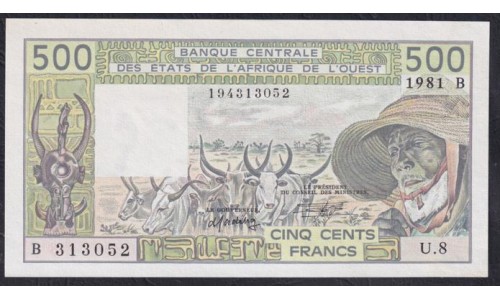 500 BANQUE CENTRALE 500
DES ÉTATS DE L'AFRIQUE DE L'OUEST
1981 B
194313052
LE PRÉSIDENT
DU CONSEIL DES MINISTRES
LE GOUVERNEUR
B 313052
CINQ CENTS
FRANCS
U.8